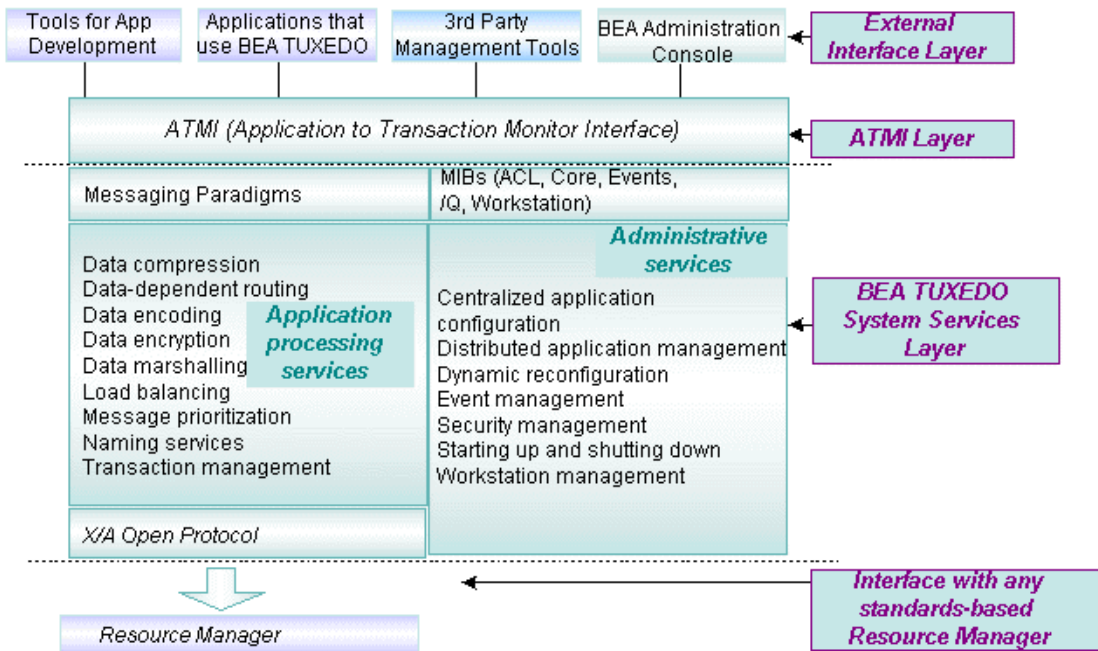 Tools for App
Development
Applications that
use BEA TUXEDO
3rd Party
Management Tools
BEA Administration
Console
External
Interface Layer
ATMI (Application to Transaction Monitor Interface)
ATMI Layer
Messaging Paradigms
MIBs (ACL, Core, Events,
/Q, Workstation)
Data compression
Data-dependent routing
Data encoding
Data encryption
Data marshalling
Load balancing
Message prioritization
Naming services
Transaction management
Application
processing
services
Administrative
services
Centralized application
configuration
Distributed application management
Dynamic reconfiguration
Event management
Security management
Starting up and shutting down
Workstation management
BEA TUXEDO
System Services
Layer
X/A Open Protocol
Interface with any
standards-based
Resource Manager
Resource Manager